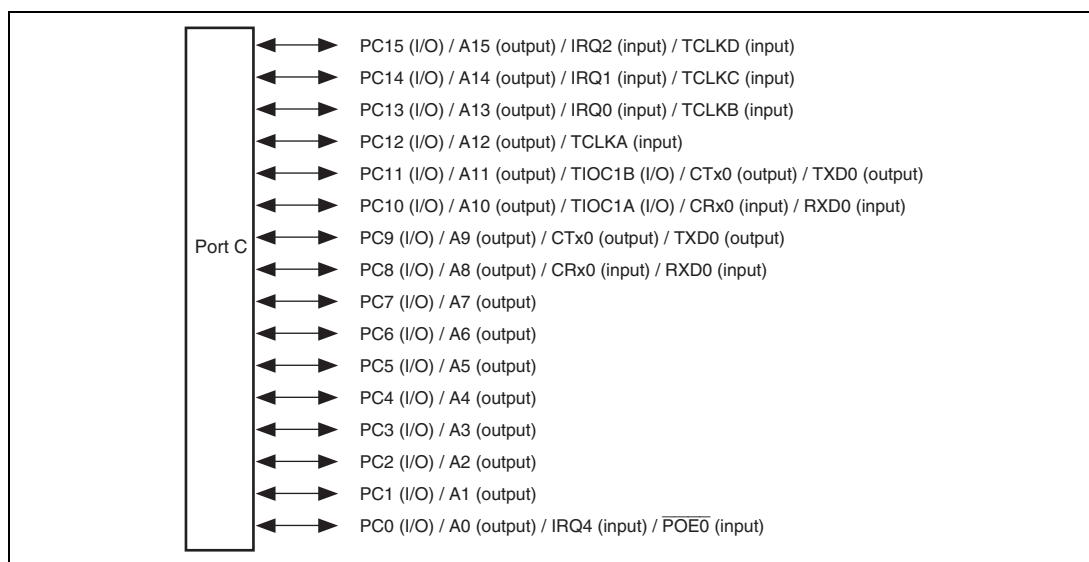 PC15 (I/O) / A15 (output) / IRQ2 (input) / TCLKD (input)
PC14 (I/O) / A14 (output) / IRQ1 (input) / TCLKC (input)
PC13 (I/O) / A13 (output) / IRQ0 (input) / TCLKB (input)
PC12 (I/O) / A12 (output) / TCLKA (input)
PC11 (I/O) / A11 (output) / TIOC1B (I/O) / CTx0 (output) / TXD0 (output)
PC10 (I/O) / A10 (output) / TIOC1A (I/O) / CRx0 (input) / RXD0 (input)
Port C
PC9 (I/O) / A9 (output) / CTx0 (output) / TXD0 (output)
PC8 (I/O) / A8 (output) / CRx0 (input) / RXD0 (input)
PC7 (I/O) / A7 (output)
PC6 (I/O) / A6 (output)
PC5 (I/O) / A5 (output)
PC4 (I/O) / A4 (output)
PC3 (I/O) / A3 (output)
PC2 (I/O) / A2 (output)
PC1 (I/O) / A1 (output)
PC0 (I/O) / A0 (output) / IRQ4 (input) / P̅O̅E̅0̅ (input)